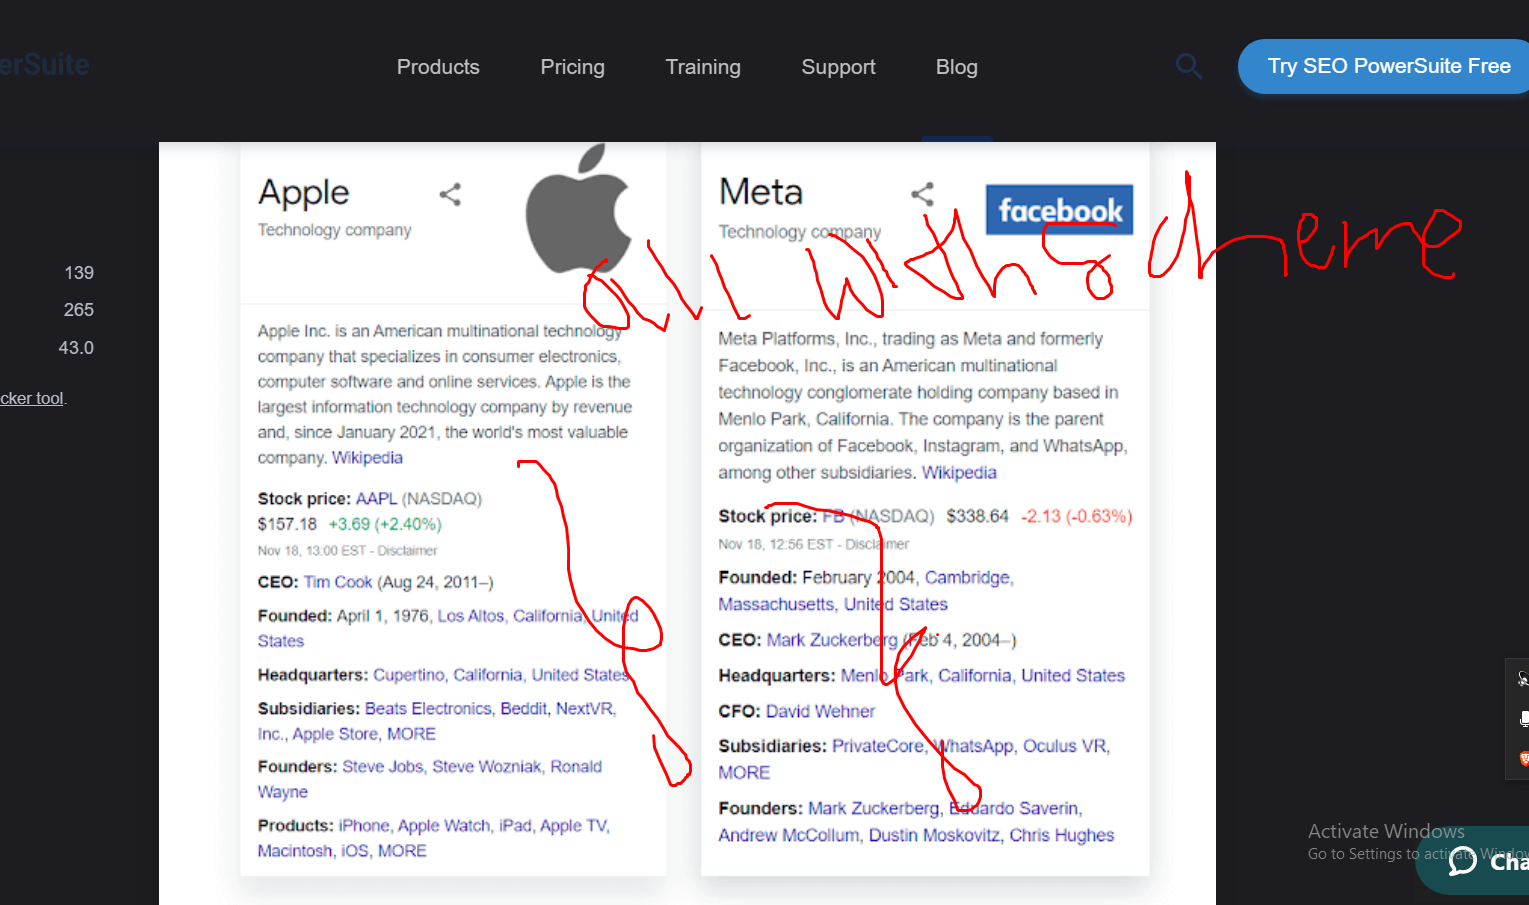 erSuite
Products Pricing Training Support Blog
Try SEO PowerSuite Free
139
265
43.0
cker tool.
Apple
Technology company
Apple Inc. is an American multinational technology
company that specializes in consumer electronics,
computer software and online services. Apple is the
largest information technology company by revenue
and, since January 2021, the world's most valuable
company. Wikipedia
Stock price: AAPL (NASDAQ)
$157.18 +3.69 (+2.40%)
Nov 18, 13:00 EST - Disclaimer
CEO: Tim Cook (Aug 24, 2011–)
Founded: April 1, 1976, Los Altos, California, United
States
Headquarters: Cupertino, California, United States
Subsidiaries: Beats Electronics, Beddit, NextVR,
Inc., Apple Store, MORE
Founders: Steve Jobs, Steve Wozniak, Ronald
Wayne
Products: iPhone, Apple Watch, iPad, Apple TV,
Macintosh, iOS, MORE
Meta
facebook
Technology company
all with schema
Meta Platforms, Inc., trading as Meta and formerly
Facebook, Inc., is an American multinational
technology conglomerate holding company based in
Menlo Park, California. The company is the parent
organization of Facebook, Instagram, and WhatsApp,
among other subsidiaries. Wikipedia
Stock price: FB (NASDAQ) $338.64 -2.13 (-0.63%)
Nov 18, 12:56 EST - Disclaimer
Founded: February 2004, Cambridge,
Massachusetts, United States
CEO: Mark Zuckerberg (Feb 4, 2004–)
Headquarters: Menlo Park, California, United States
CFO: David Wehner
Subsidiaries: PrivateCore, WhatsApp, Oculus VR,
MORE
Founders: Mark Zuckerberg, Eduardo Saverin,
Andrew McCollum, Dustin Moskovitz, Chris Hughes
Activate Windows
Go to Settings to activate Windows
Cha